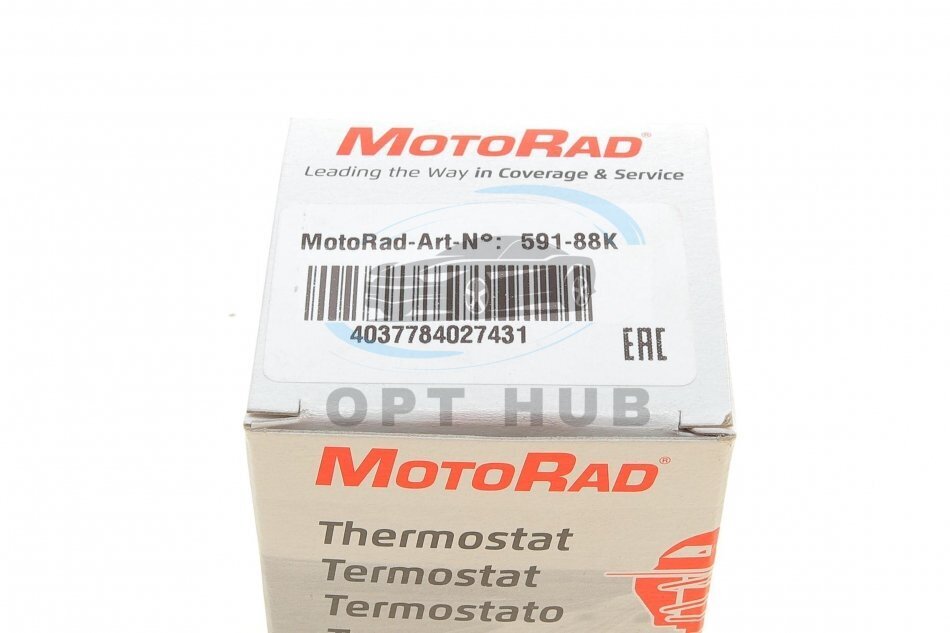 MOTORAD®
Leading the Way in Coverage & Service
MotoRad-Art-N°: 591-88K
4037784027431
EAC
OPT HUB
MOTORAD®
Thermostat
Termostat
Termostato